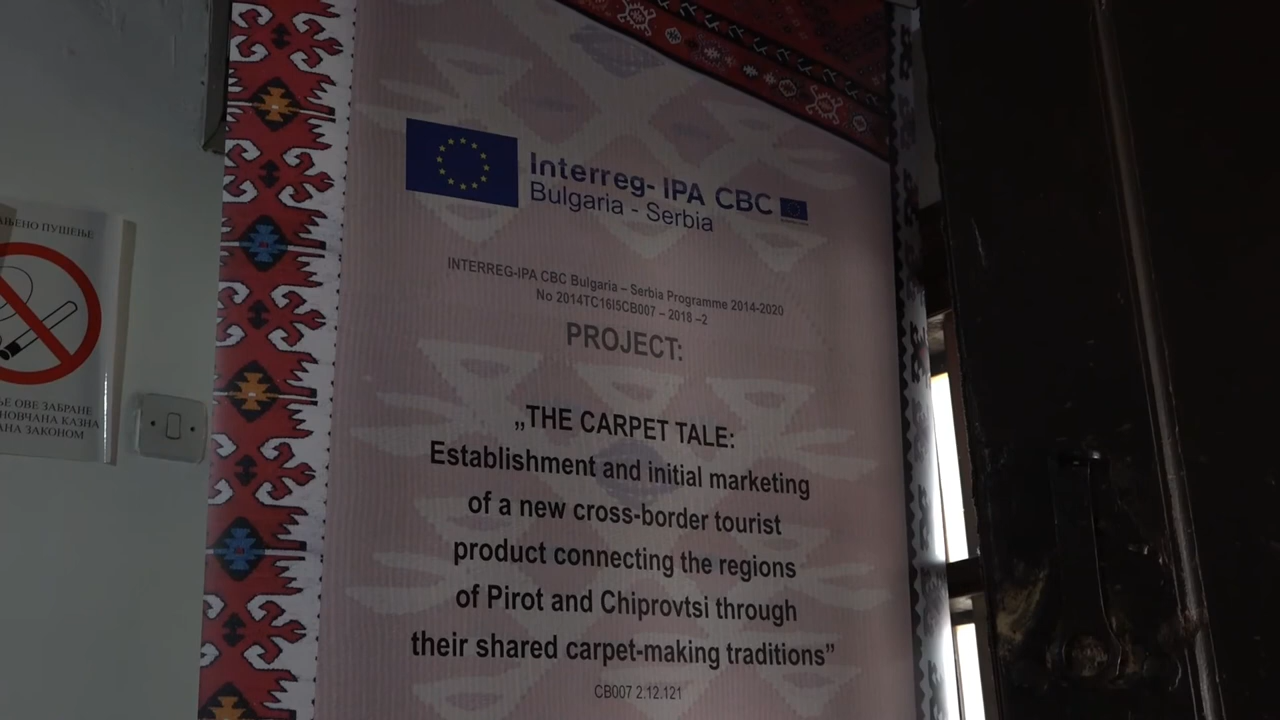 ПУШЕЊЕ
ЊЕ ОВЕ ЗАБРАНЕ
НОВЧАНА КАЗНА
ЗАКОНОМ
Interreg- IPA CBC
Bulgaria - Serbia
INTERREG-IPA CBC Bulgaria – Serbia Programme 2014-2020
No 2014TC16I5CB007 – 2018 –2
PROJECT:
„THE CARPET TALE:
Establishment and initial marketing
of a new cross-border tourist
product connecting the regions
of Pirot and Chiprovtsi through
their shared carpet-making traditions”
CB007 2.12.121